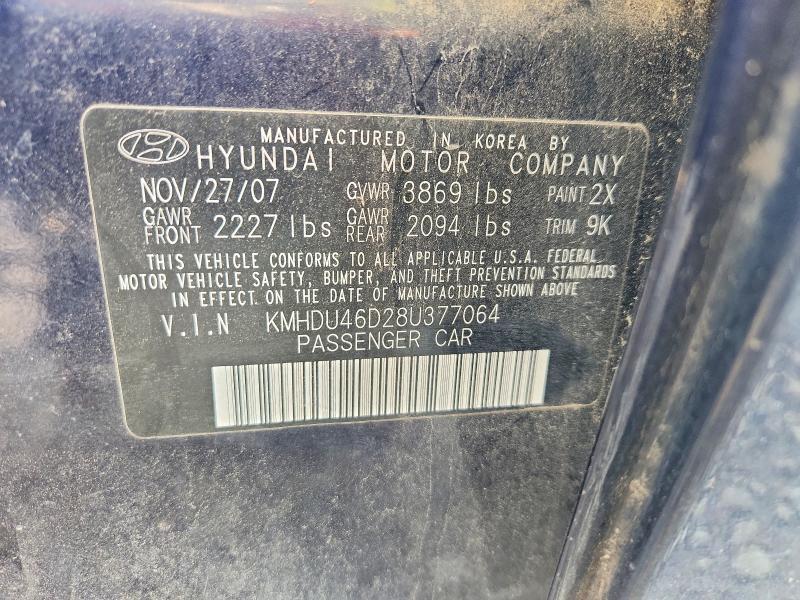 MANUFACTURED IN KOREA BY
HYUNDAI MOTOR COMPANY
NOV/27/07 GVWR 3869 lbs PAINT 2X
GAWR FRONT 2227 lbs GAWR REAR 2094 lbs TRIM 9K
THIS VEHICLE CONFORMS TO ALL APPLICABLE U.S.A. FEDERAL
MOTOR VEHICLE SAFETY, BUMPER, AND THEFT PREVENTION STANDARDS
IN EFFECT ON THE DATE OF MANUFACTURE SHOWN ABOVE
V.I.N KMHDU46D28U377064
PASSENGER CAR